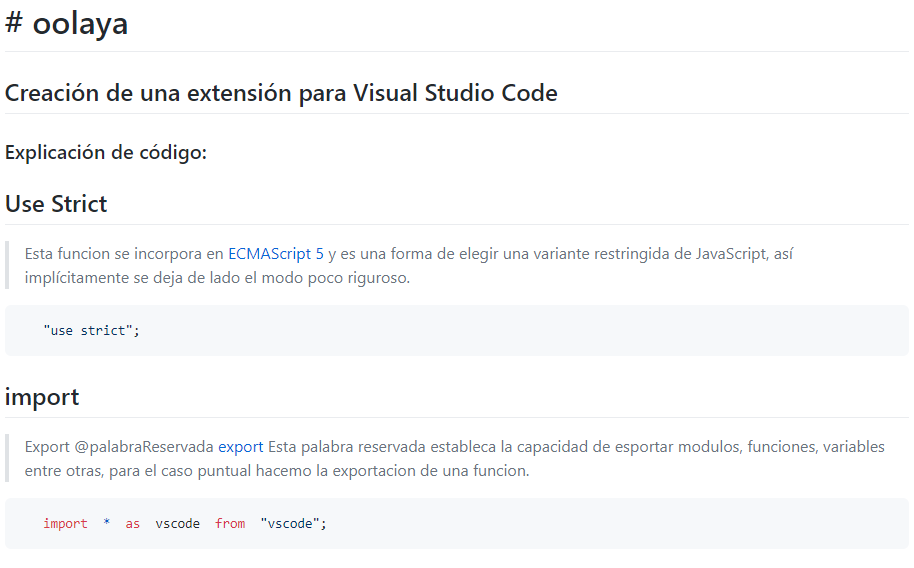 # oolaya
Creación de una extensión para Visual Studio Code
Explicación de código:
Use Strict
Esta funcion se incorpora en ECMAScript 5 y es una forma de elegir una variante restringida de JavaScript, así
implícitamente se deja de lado el modo poco riguroso.
"use strict";
import
Export @palabraReservada export Esta palabra reservada estableca la capacidad de esportar modulos, funciones, variables
entre otras, para el caso puntual hacemo la exportacion de una funcion.
import * as vscode from "vscode";